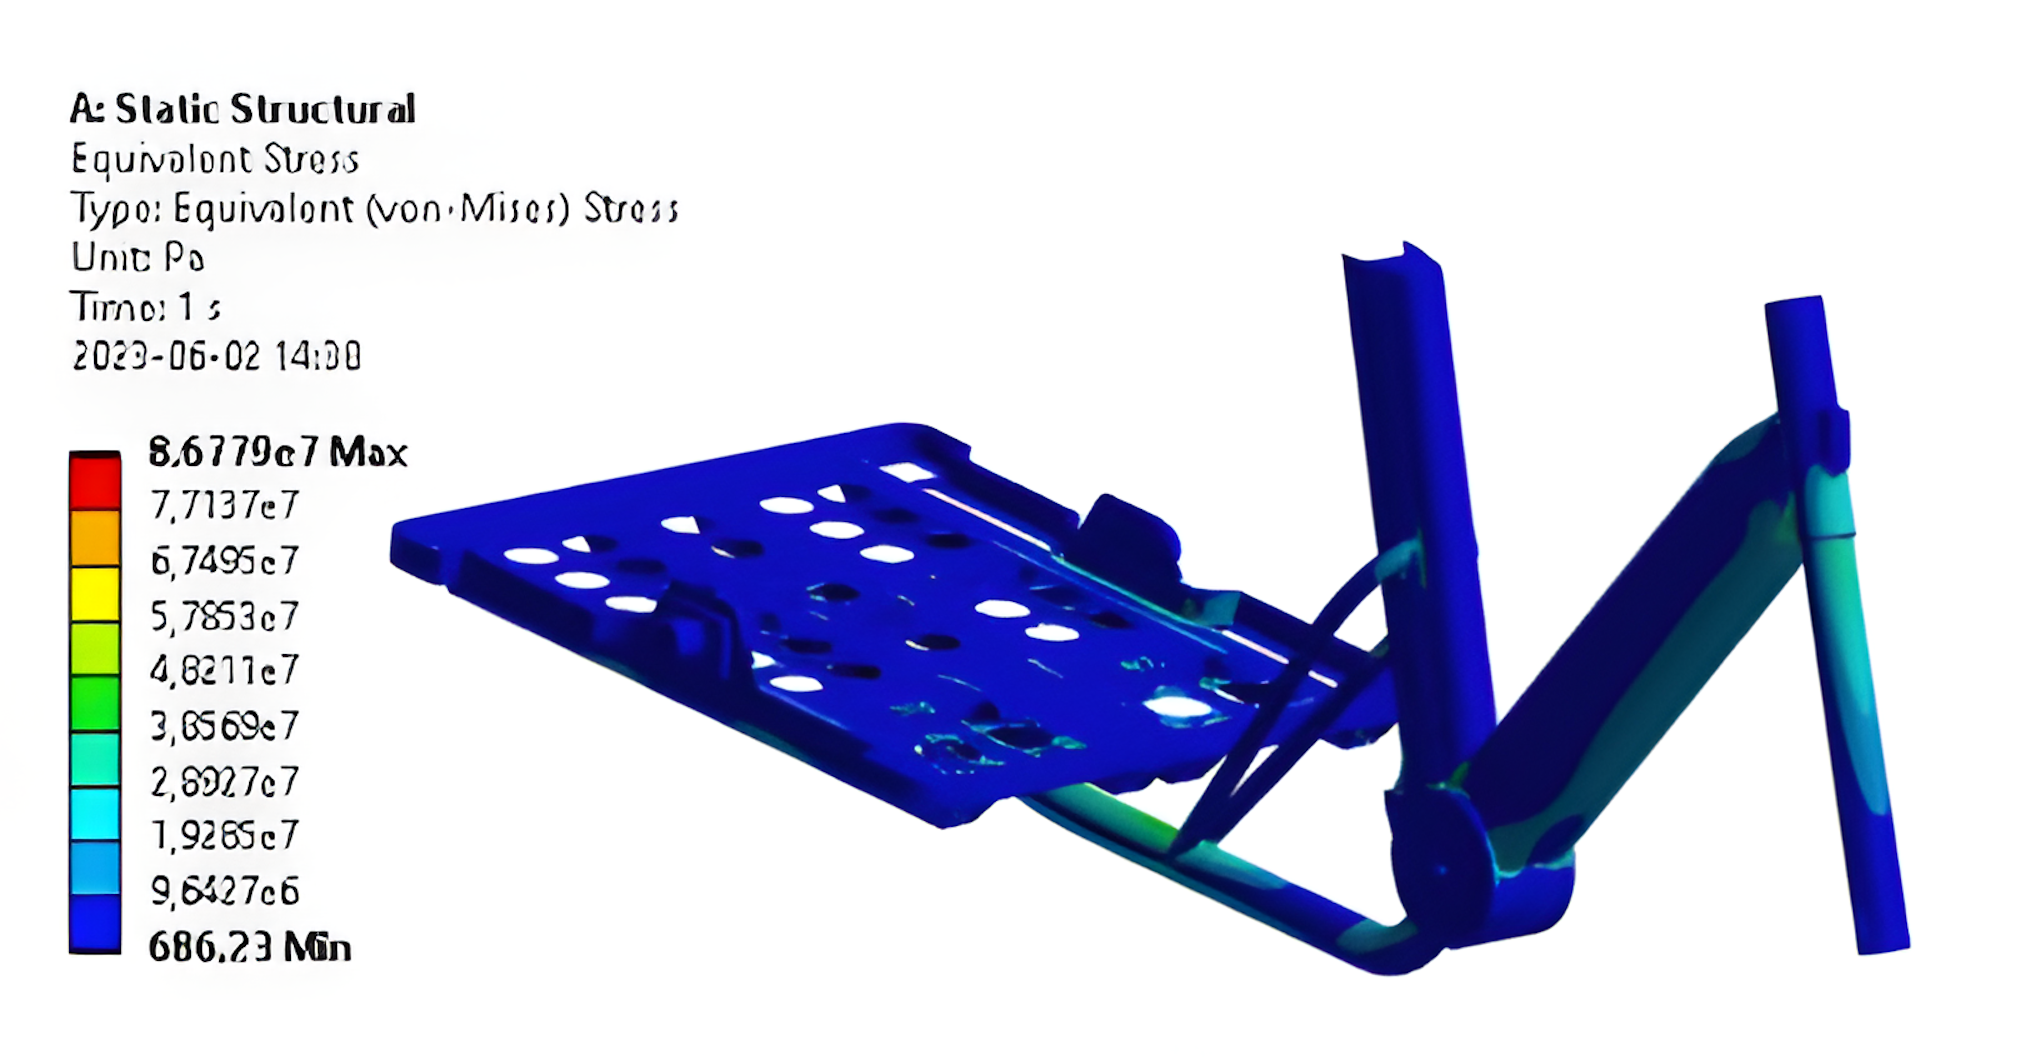 A: Static Structural
Equivalent Stress
Type: Equivalent (von-Mises) Stress
Unit: Pa
Time: 1 s
2023-06-02
8,6779e7 Max
7,7137e7
6,7495e7
5,7853e7
4,8211e7
3,8569e7
2,8927e7
1,9285e7
9,6427e6
686,23 Min